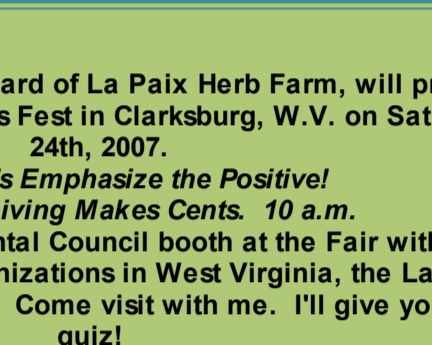 ard of La Paix Herb Farm, will pr
s Fest in Clarksburg, W.V. on Sat
24th, 2007.
's Emphasize the Positive!
iving Makes Cents. 10 a.m.
ntal Council booth at the Fair with
nizations in West Virginia, the La
Come visit with me. I'll give yo
quiz!